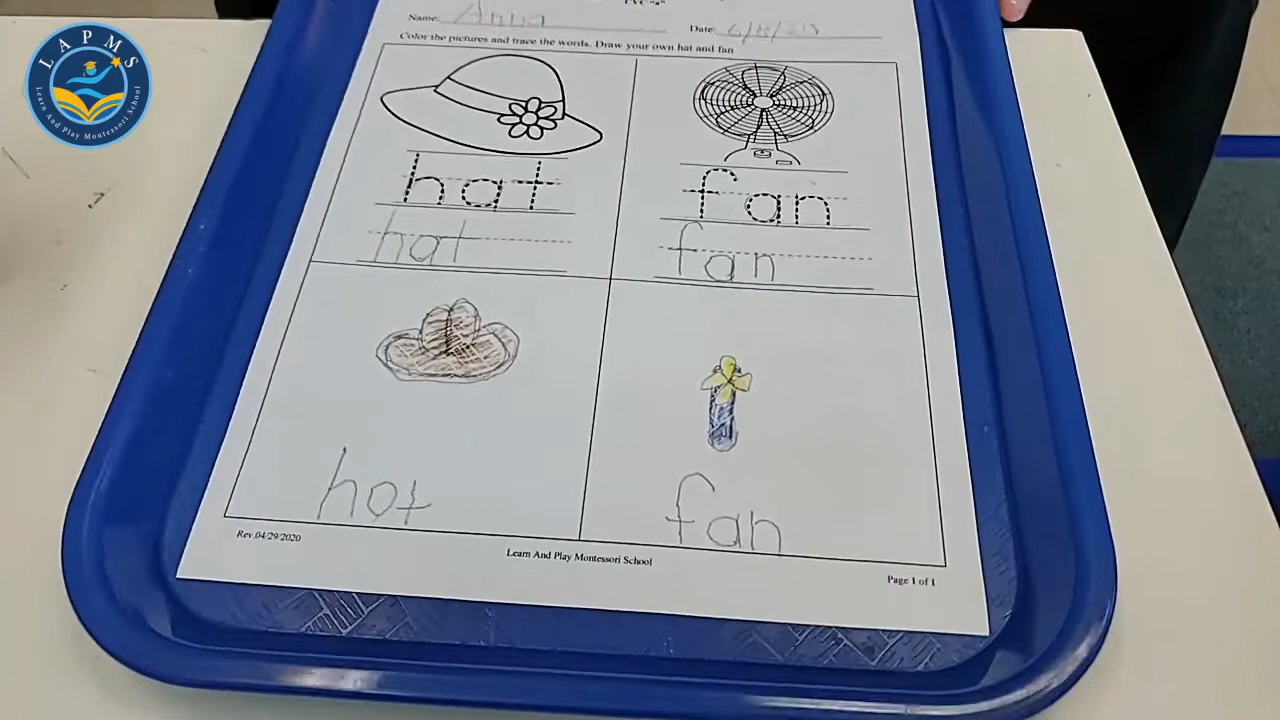 LAPMS
Learn And Play Montessori School
CVC "a"
Name: Anna Date: 6/8/
Color the pictures and trace the words. Draw your own hat and fan
hat fan
hat fan
hot fan
Rev.04/29/2020 Learn And Play Montessori School Page 1 of 1